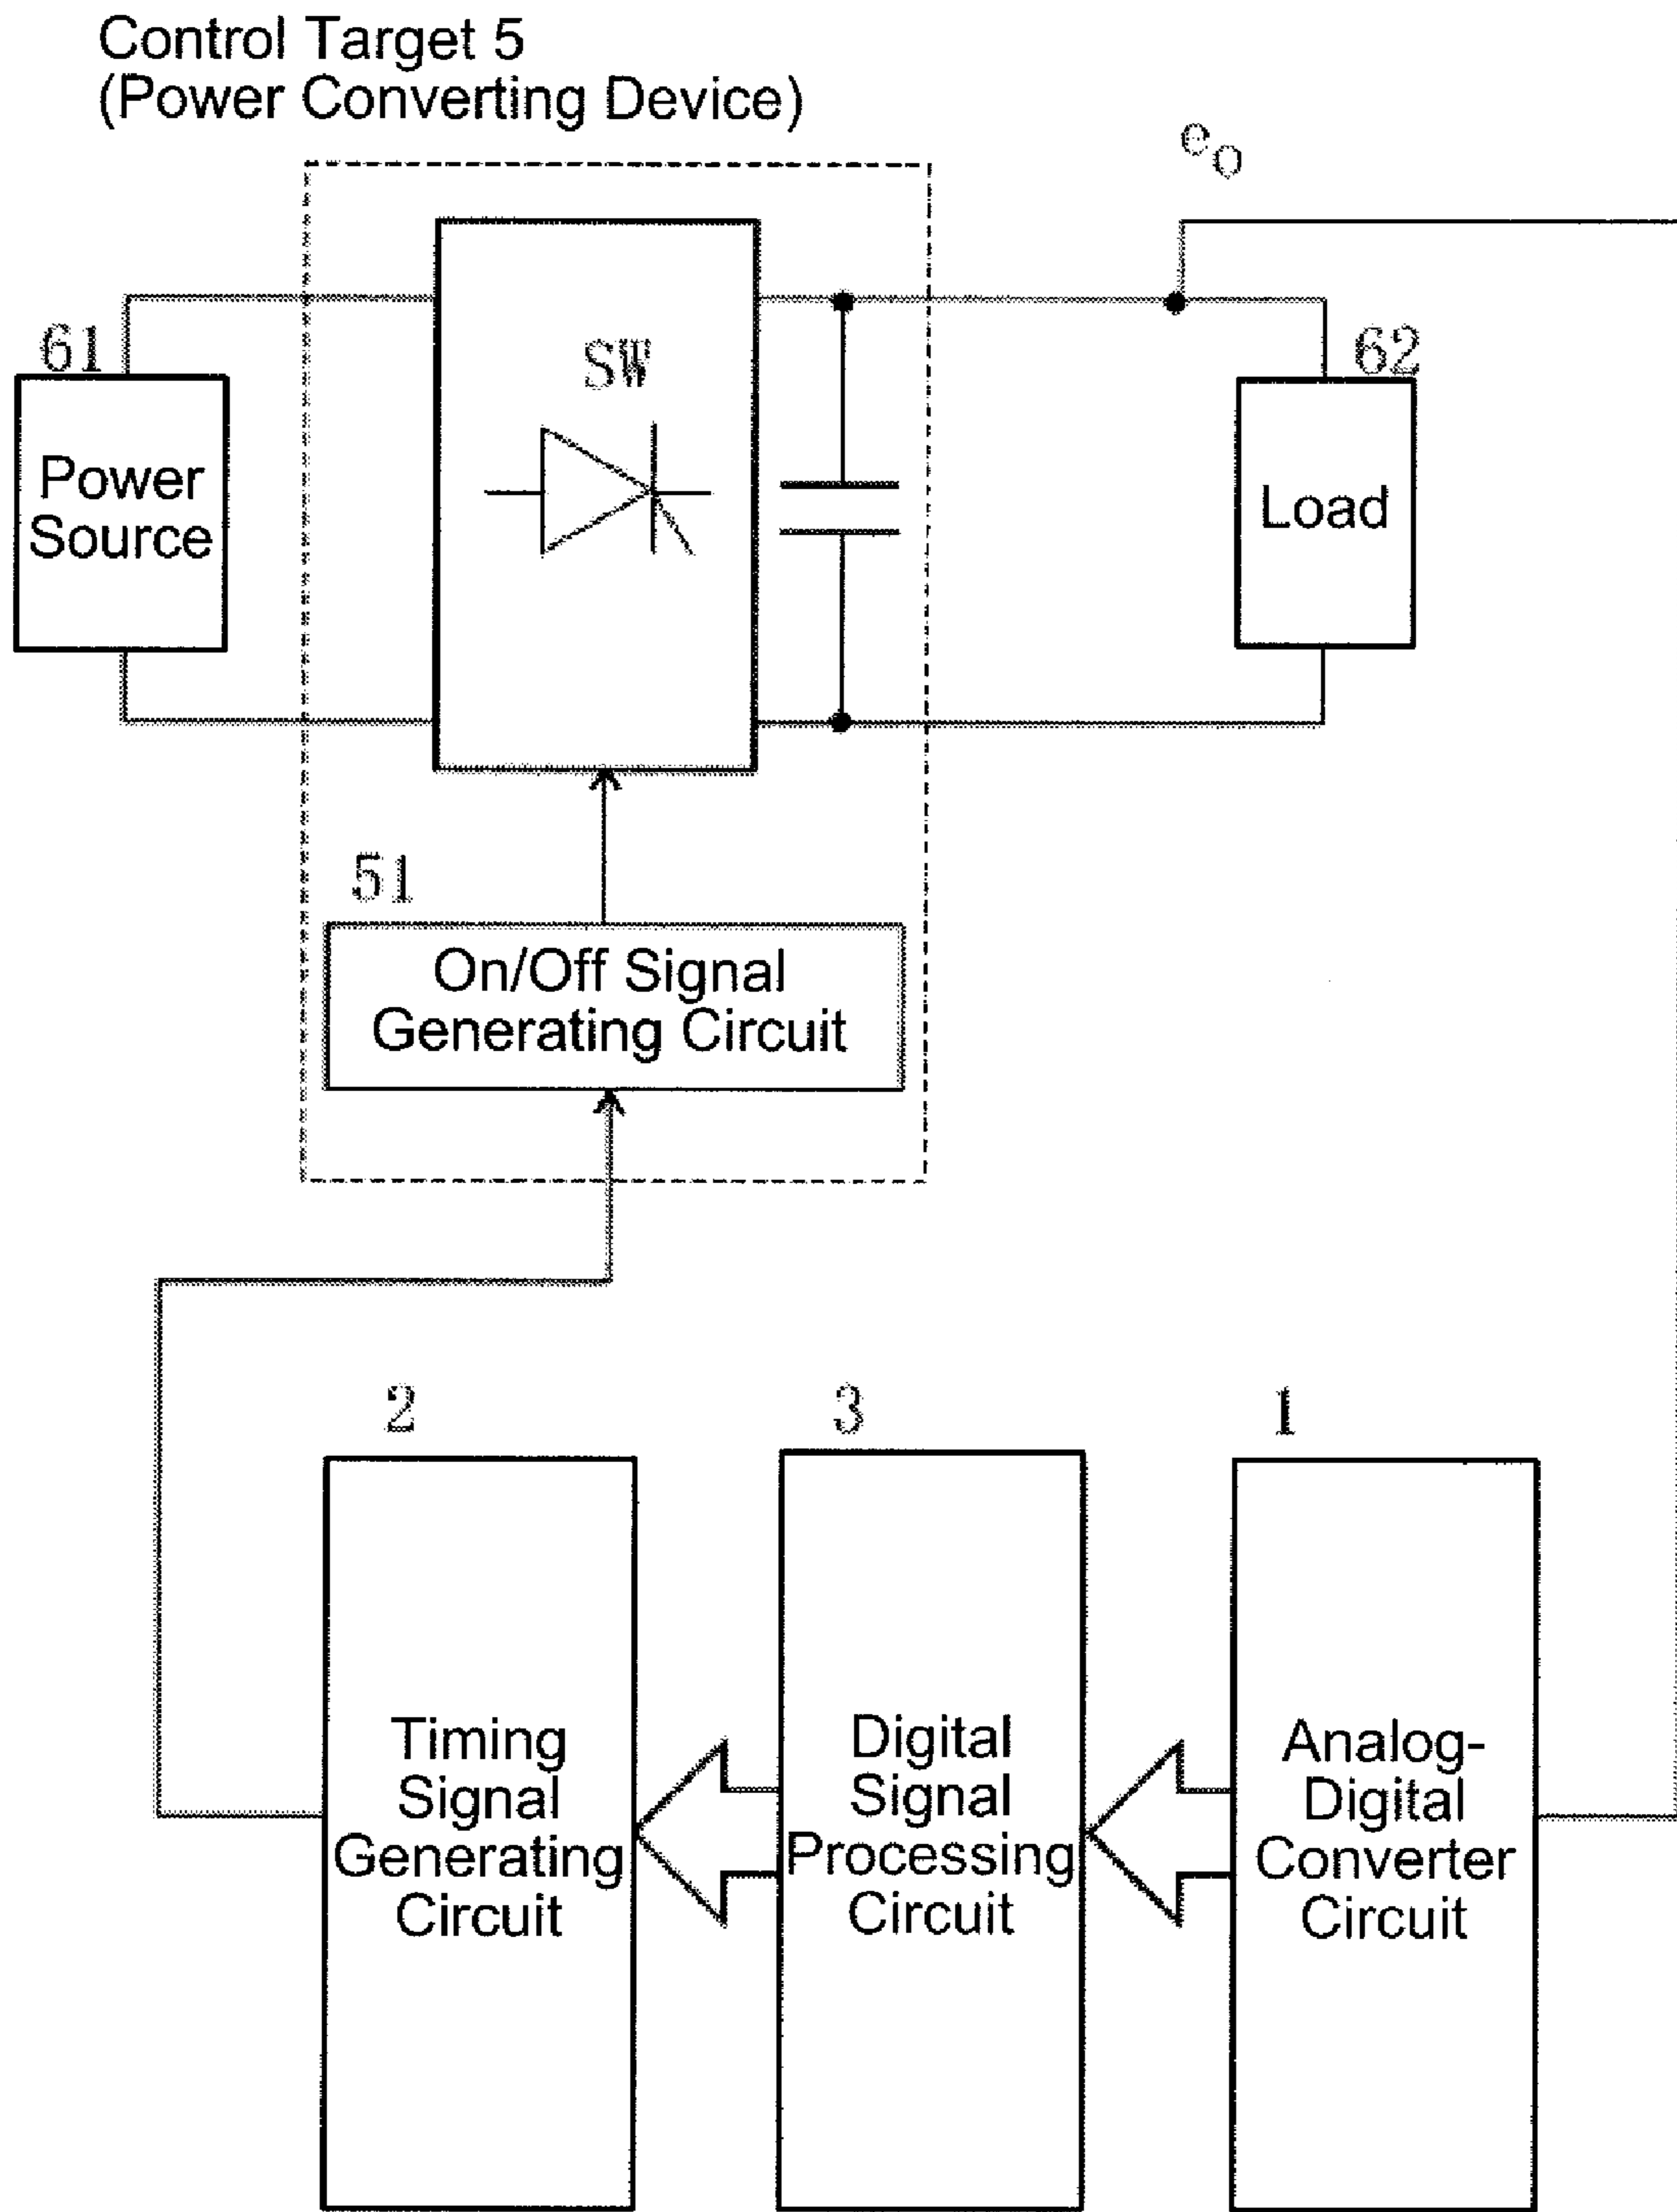 Control Target 5
(Power Converting Device)
e₀
61
SW
62
Power
Source
Load
51
On/Off Signal
Generating Circuit
2
3
1
Timing
Signal
Generating
Circuit
Digital
Signal
Processing
Circuit
Analog-
Digital
Converter
Circuit